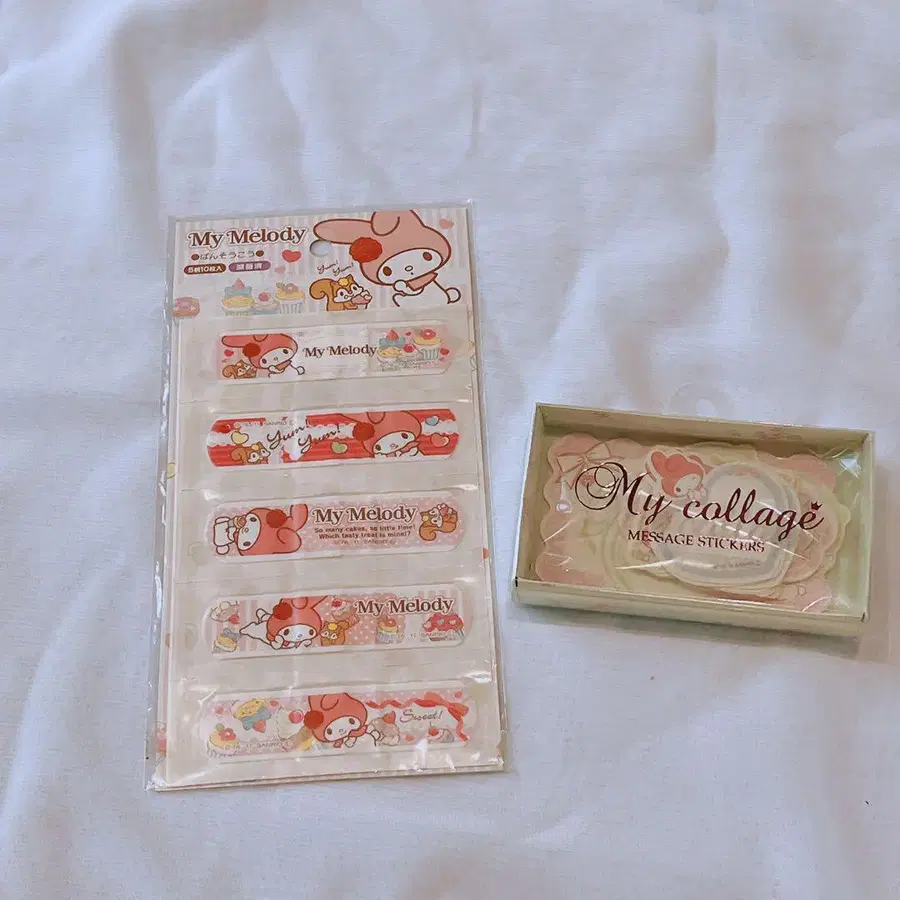 My Melody
●ばんそうこう●
5柄10枚入
Yum!
Yum!
My Melody
Yum!
Yum!
My Melody
So many cakes, so little time!
Which tasty treat is mine!?
My Melody
Sweet!
My collage
MESSAGE STICKERS